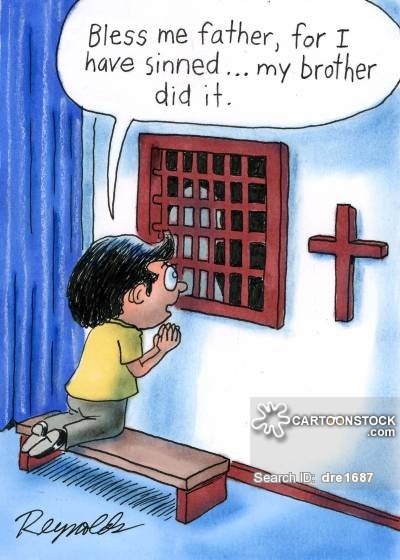 Bless me father, for I
have sinned... my brother
did it.
CARTOONSTOCK
.com
Search ID: dre1687
Reynolds